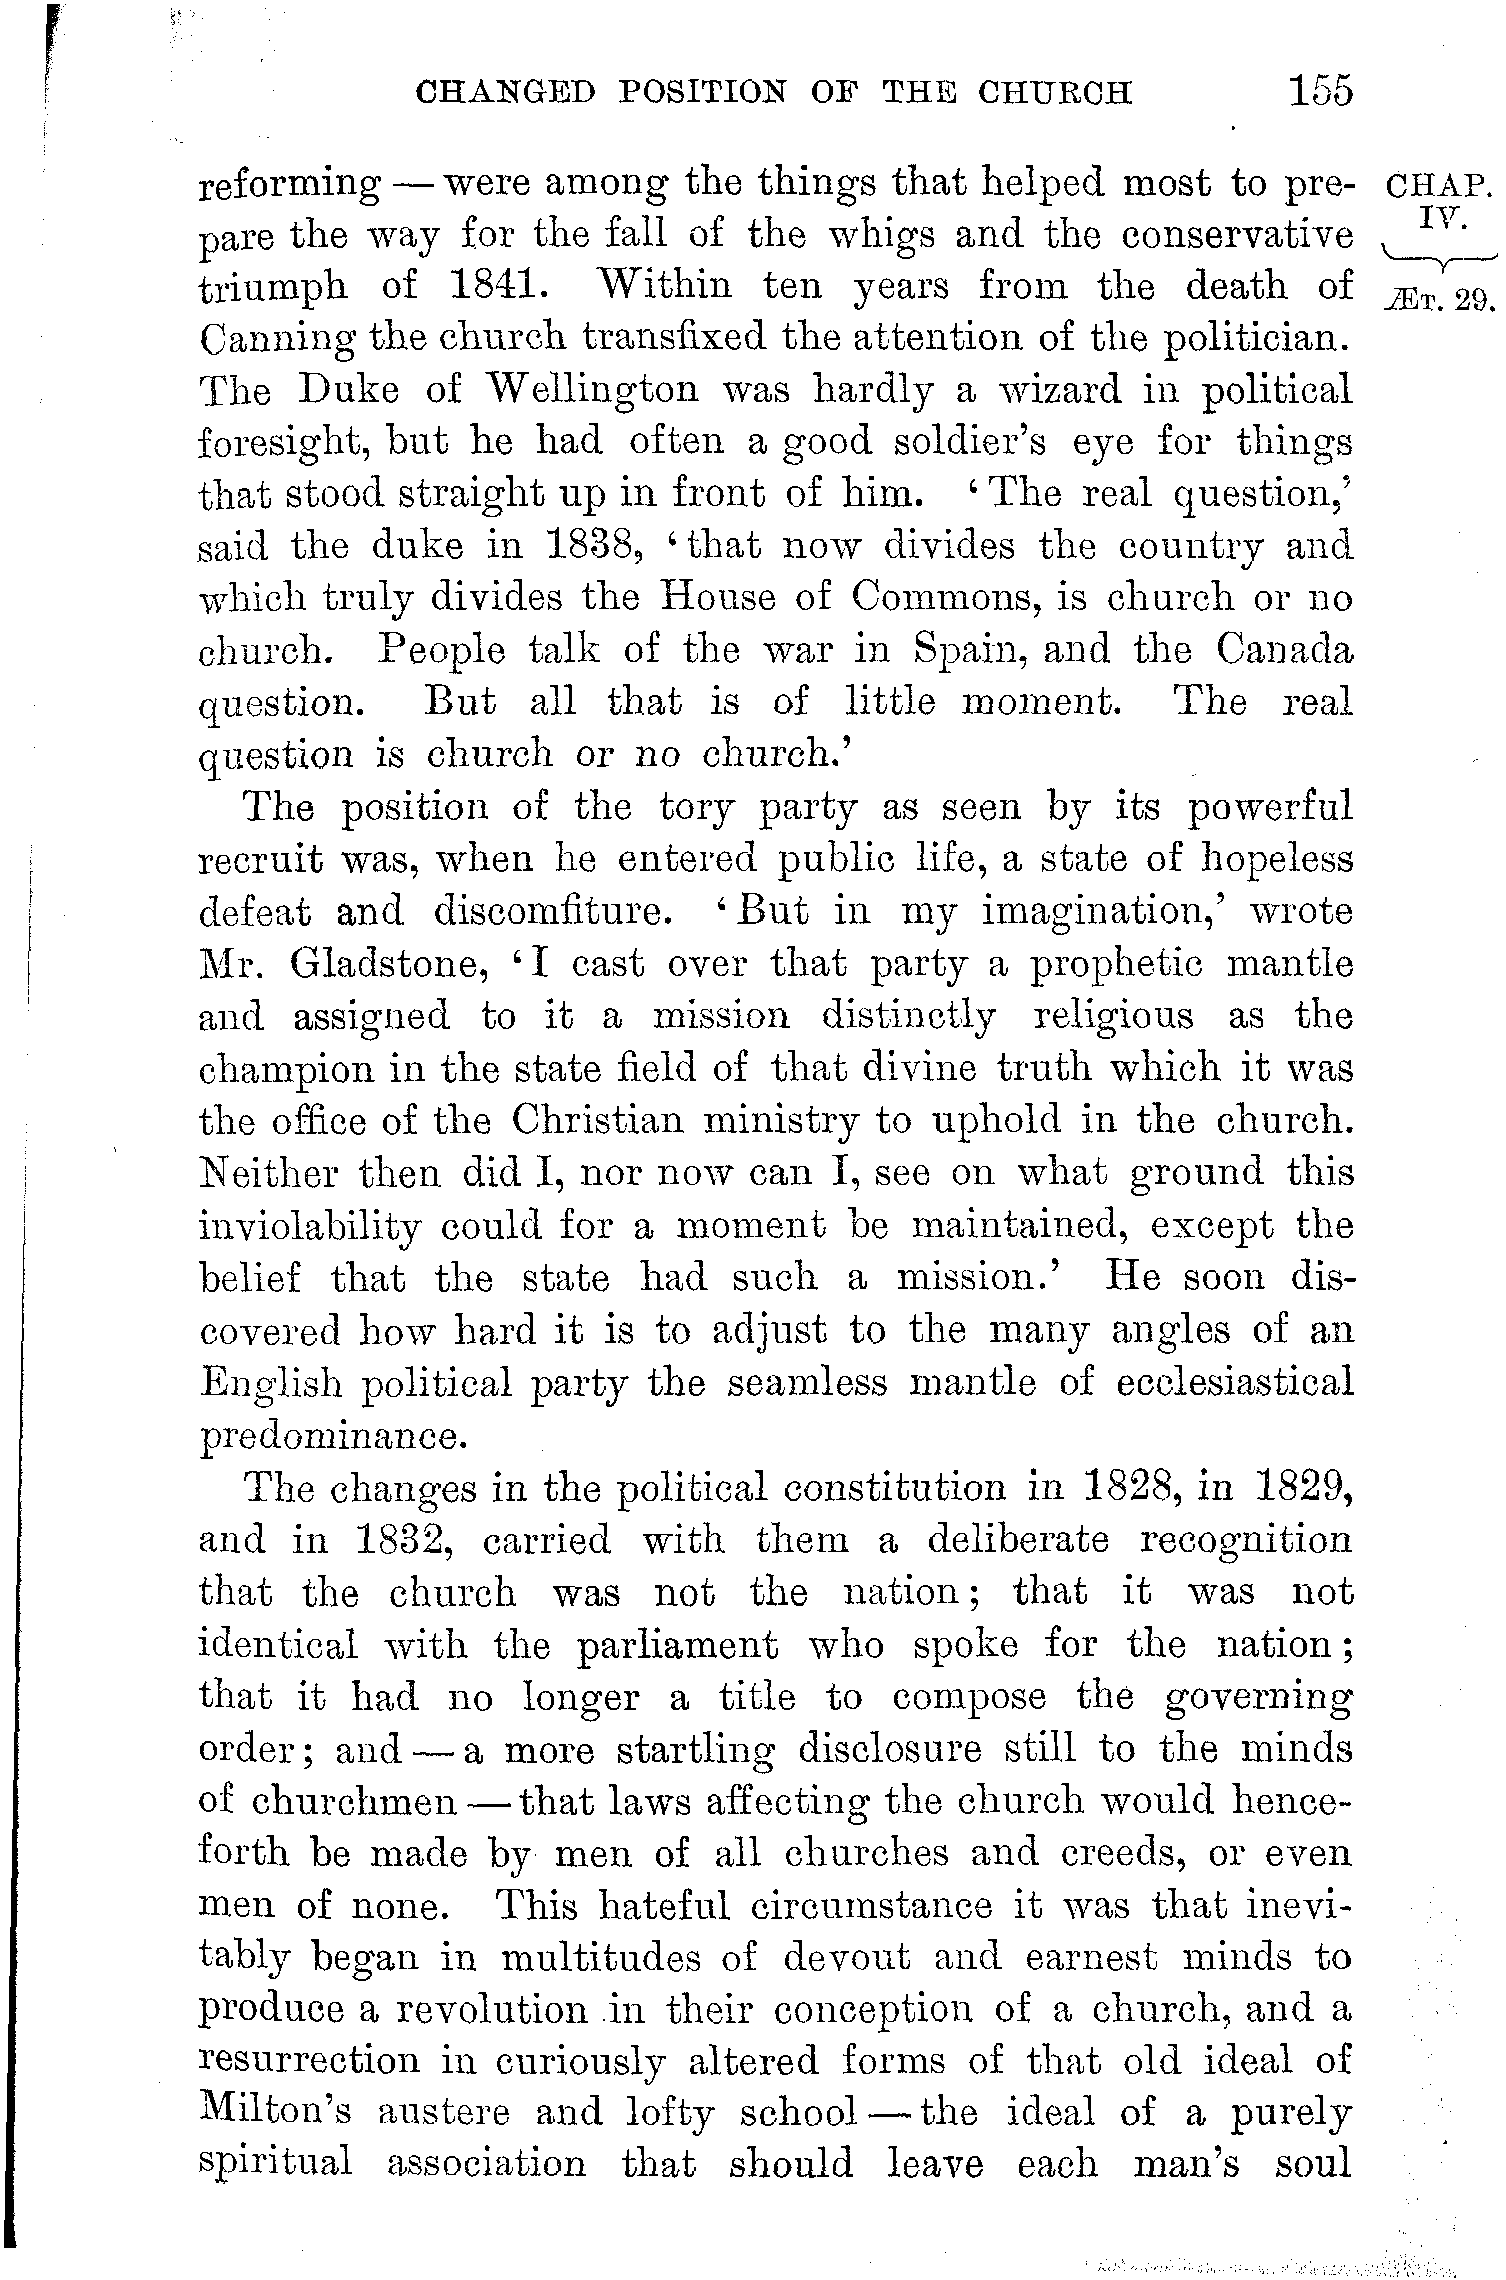 CHANGED POSITION OF THE CHURCH 155
reforming — were among the things that helped most to pre-
pare the way for the fall of the whigs and the conservative
triumph of 1841. Within ten years from the death of
Canning the church transfixed the attention of the politician.
The Duke of Wellington was hardly a wizard in political
foresight, but he had often a good soldier's eye for things
that stood straight up in front of him. ‘The real question,’
said the duke in 1838, ‘that now divides the country and
which truly divides the House of Commons, is church or no
church. People talk of the war in Spain, and the Canada
question. But all that is of little moment. The real
question is church or no church.’
The position of the tory party as seen by its powerful
recruit was, when he entered public life, a state of hopeless
defeat and discomfiture. ‘But in my imagination,’ wrote
Mr. Gladstone, ‘I cast over that party a prophetic mantle
and assigned to it a mission distinctly religious as the
champion in the state field of that divine truth which it was
the office of the Christian ministry to uphold in the church.
Neither then did I, nor now can I, see on what ground this
inviolability could for a moment be maintained, except the
belief that the state had such a mission.’ He soon dis-
covered how hard it is to adjust to the many angles of an
English political party the seamless mantle of ecclesiastical
predominance.
The changes in the political constitution in 1828, in 1829,
and in 1832, carried with them a deliberate recognition
that the church was not the nation; that it was not
identical with the parliament who spoke for the nation;
that it had no longer a title to compose the governing
order; and — a more startling disclosure still to the minds
of churchmen — that laws affecting the church would hence-
forth be made by men of all churches and creeds, or even
men of none. This hateful circumstance it was that inevi-
tably began in multitudes of devout and earnest minds to
produce a revolution in their conception of a church, and a
resurrection in curiously altered forms of that old ideal of
Milton's austere and lofty school — the ideal of a purely
spiritual association that should leave each man's soul
CHAP.
IV.
ÆT. 29.